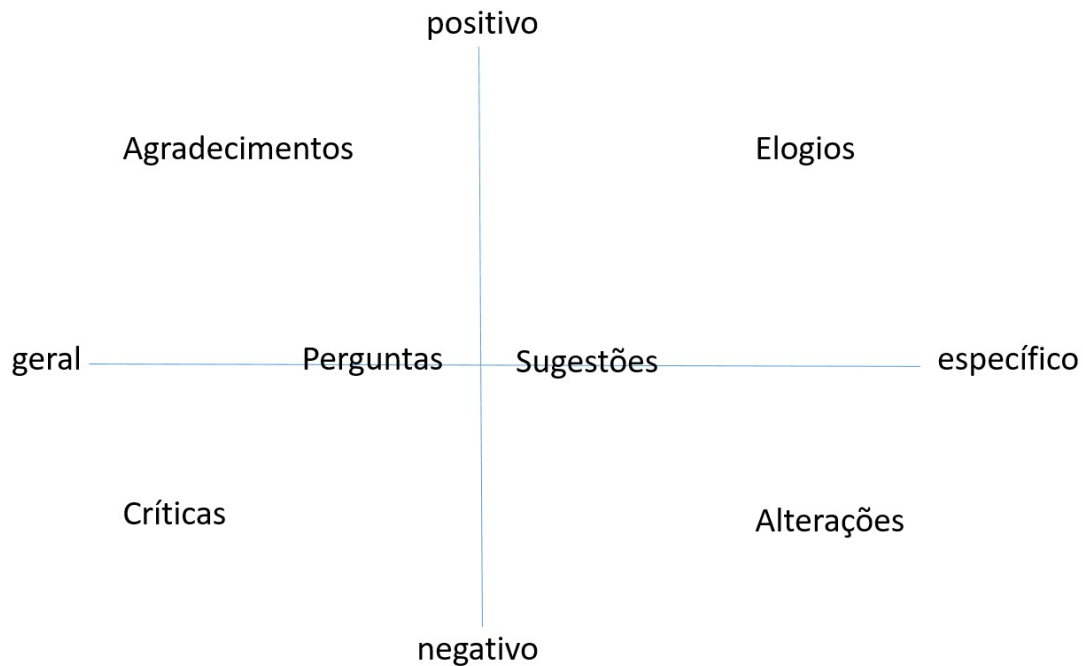 positivo
Agradecimentos
Elogios
geral
Perguntas
Sugestões
específico
Críticas
Alterações
negativo